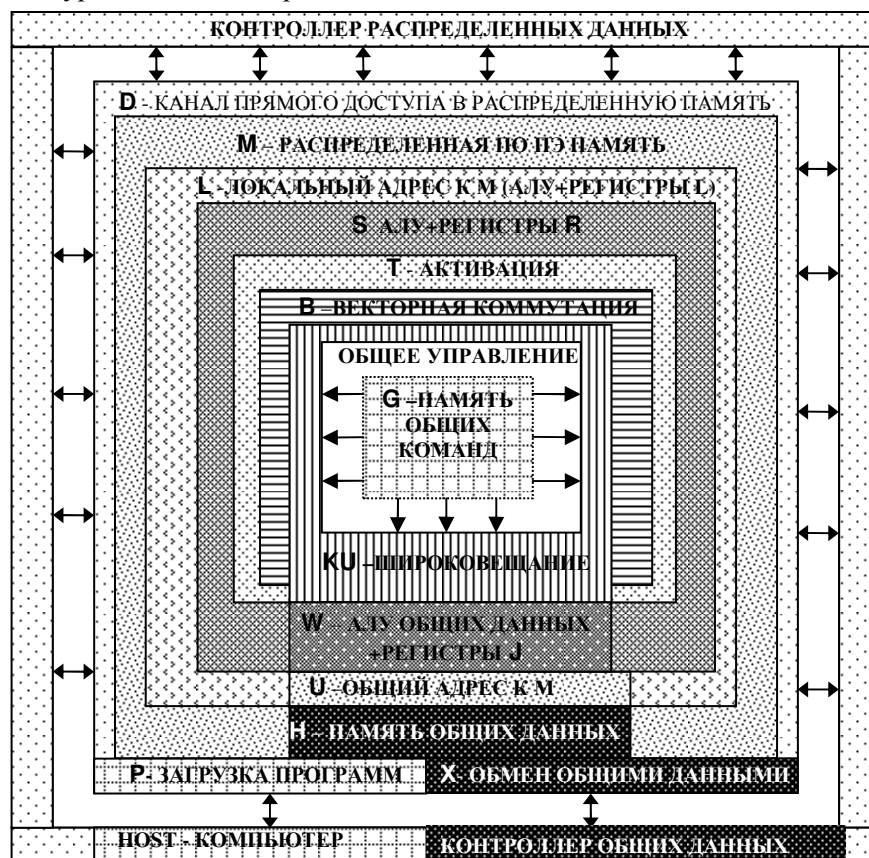 КОНТРОЛЛЕР РАСПРЕДЕЛЕННЫХ ДАННЫХ
D - КАНАЛ ПРЯМОГО ДОСТУПА В РАСПРЕДЕЛЕННУЮ ПАМЯТЬ
M – РАСПРЕДЕЛЕННАЯ ПО ПЭ ПАМЯТЬ
L -ЛОКАЛЬНЫЙ АДРЕС К М (АЛУ+РЕГИСТРЫ L)
S АЛУ+РЕГИСТРЫ R
T - АКТИВАЦИЯ
B –ВЕКТОРНАЯ КОММУТАЦИЯ
ОБЩЕЕ УПРАВЛЕНИЕ
G –ПАМЯТЬ
ОБЩИХ
КОМАНД
KU –ШИРОКОВЕЩАНИЕ
W – АЛУ ОБЩИХ ДАННЫХ
+РЕГИСТРЫ J
U –ОБЩИЙ АДРЕС К М
H – ПАМЯТЬ ОБЩИХ ДАННЫХ
P- ЗАГРУЗКА ПРОГРАММ
X- ОБМЕН ОБЩИМИ ДАННЫМИ
HOST - КОМПЬЮТЕР
КОНТРОЛЛЕР ОБЩИХ ДАННЫХ